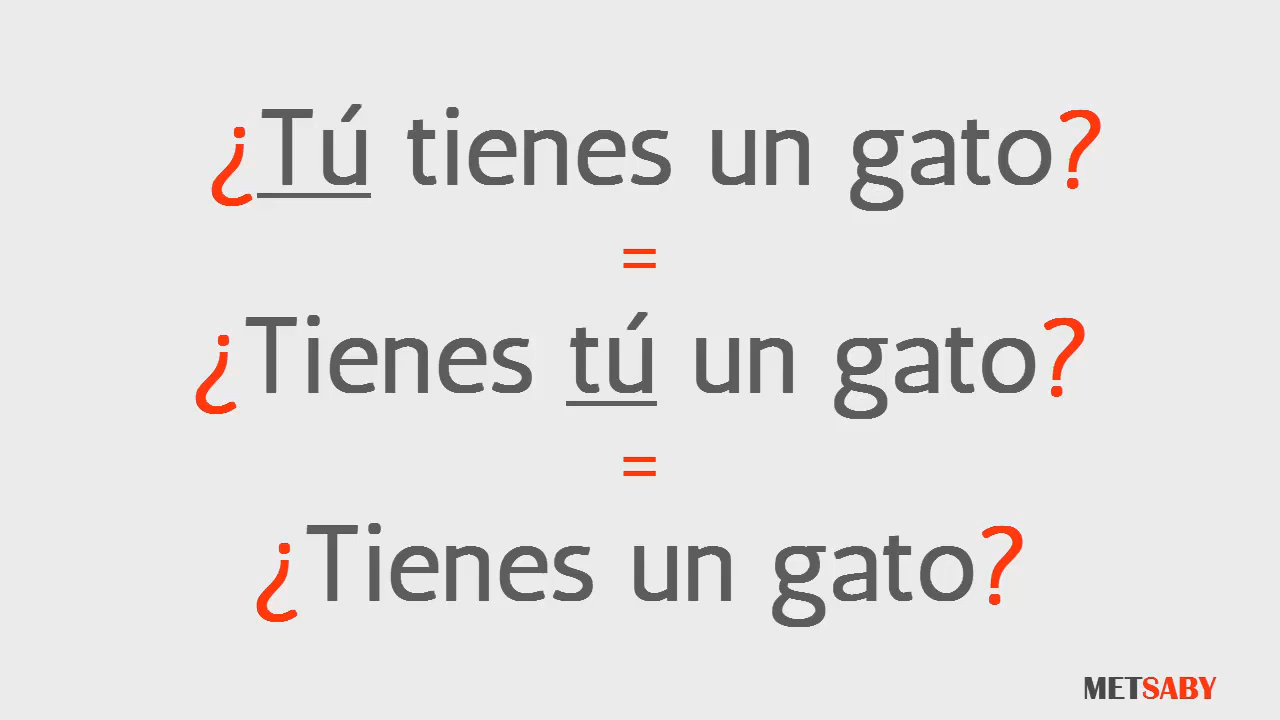 ¿Tú tienes un gato?
=
¿Tienes tú un gato?
=
¿Tienes un gato?
METSABY